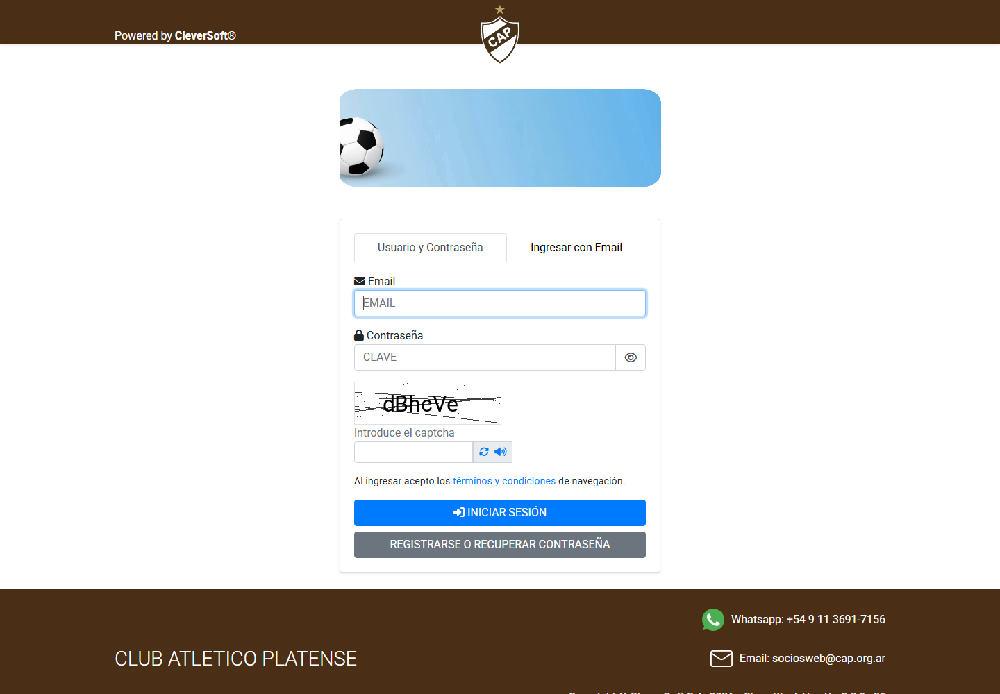 Powered by CleverSoft®
CAP
Usuario y Contraseña
Ingresar con Email
Email
EMAIL
Contraseña
CLAVE
dBhcVe
Introduce el captcha
Al ingresar acepto los términos y condiciones de navegación.
INICIAR SESIÓN
REGISTRARSE O RECUPERAR CONTRASEÑA
Whatsapp: +54 9 11 3691-7156
CLUB ATLETICO PLATENSE
Email: sociosweb@cap.org.ar